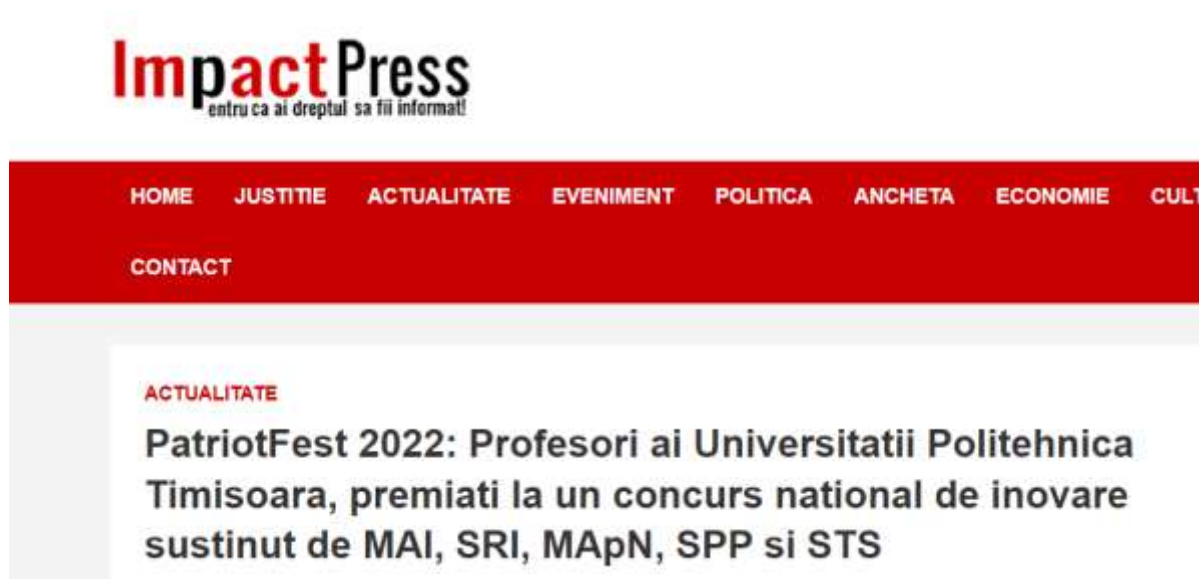 ImpactPress
entru ca ai dreptul sa fii informat!
HOME JUSTITIE ACTUALITATE EVENIMENT POLITICA ANCHETA ECONOMIE CULT
CONTACT
ACTUALITATE
PatriotFest 2022: Profesori ai Universitatii Politehnica
Timisoara, premiati la un concurs national de inovare
sustinut de MAI, SRI, MApN, SPP si STS